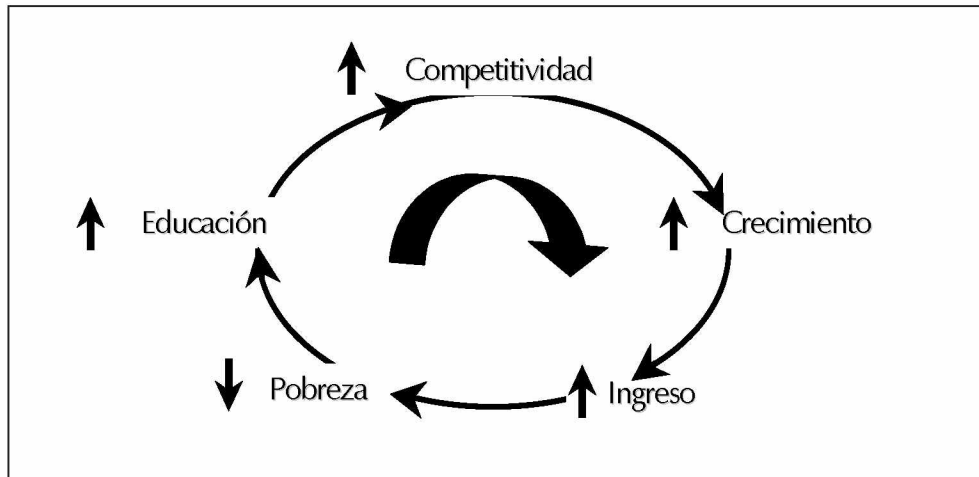 Competitividad
Educación
Crecimiento
Pobreza
Ingreso